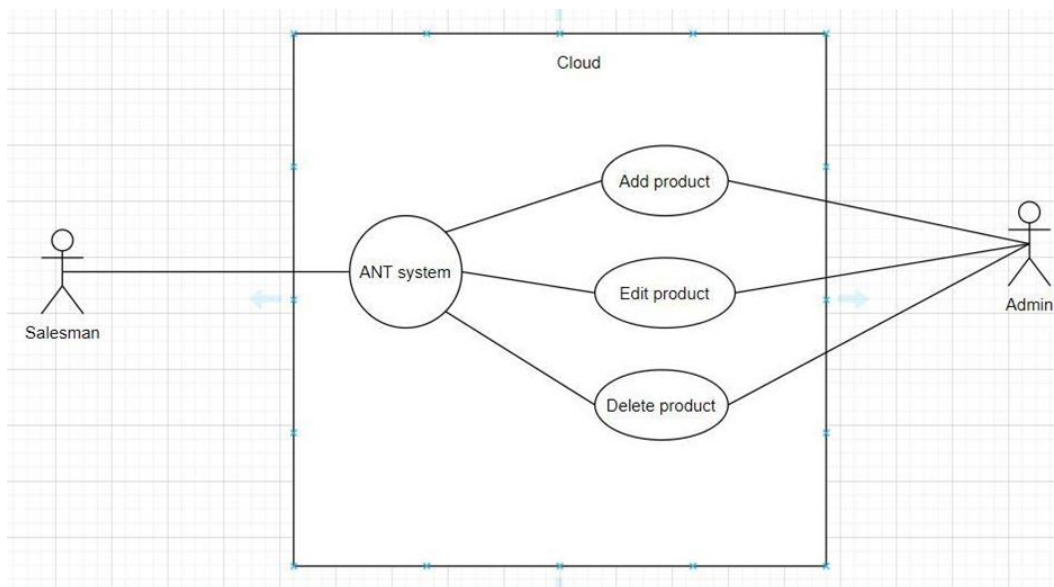 Cloud
Add product
ANT system
Edit product
Salesman
Admin
Delete product